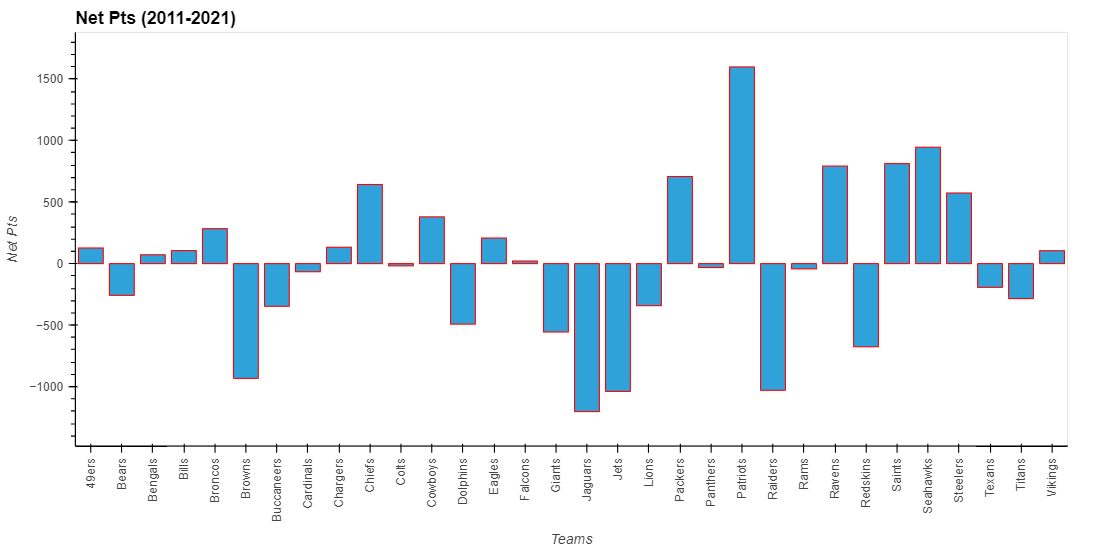 Net Pts (2011-2021)
1500
1000
500
0
−500
−1000
Net Pts
49ers
Bears
Bengals
Bills
Broncos
Browns
Buccaneers
Cardinals
Chargers
Chiefs
Colts
Cowboys
Dolphins
Eagles
Falcons
Giants
Jaguars
Jets
Lions
Packers
Panthers
Patriots
Raiders
Rams
Ravens
Redskins
Saints
Seahawks
Steelers
Texans
Titans
Vikings
Teams